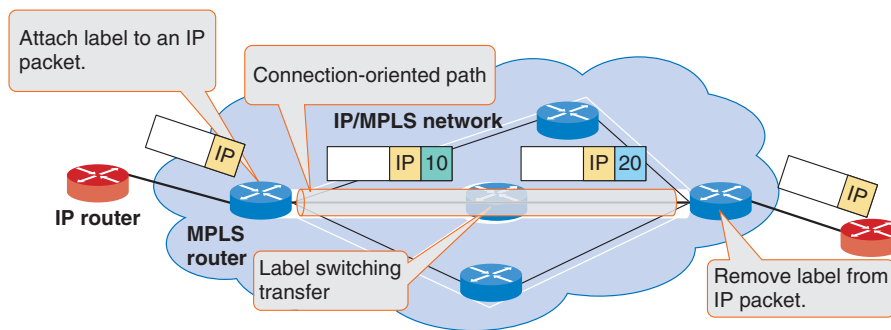 Attach label to an IP
packet.
Connection-oriented path
IP/MPLS network
IP
IP 10
IP 20
IP
IP router
MPLS
router
Label switching
transfer
Remove label from
IP packet.